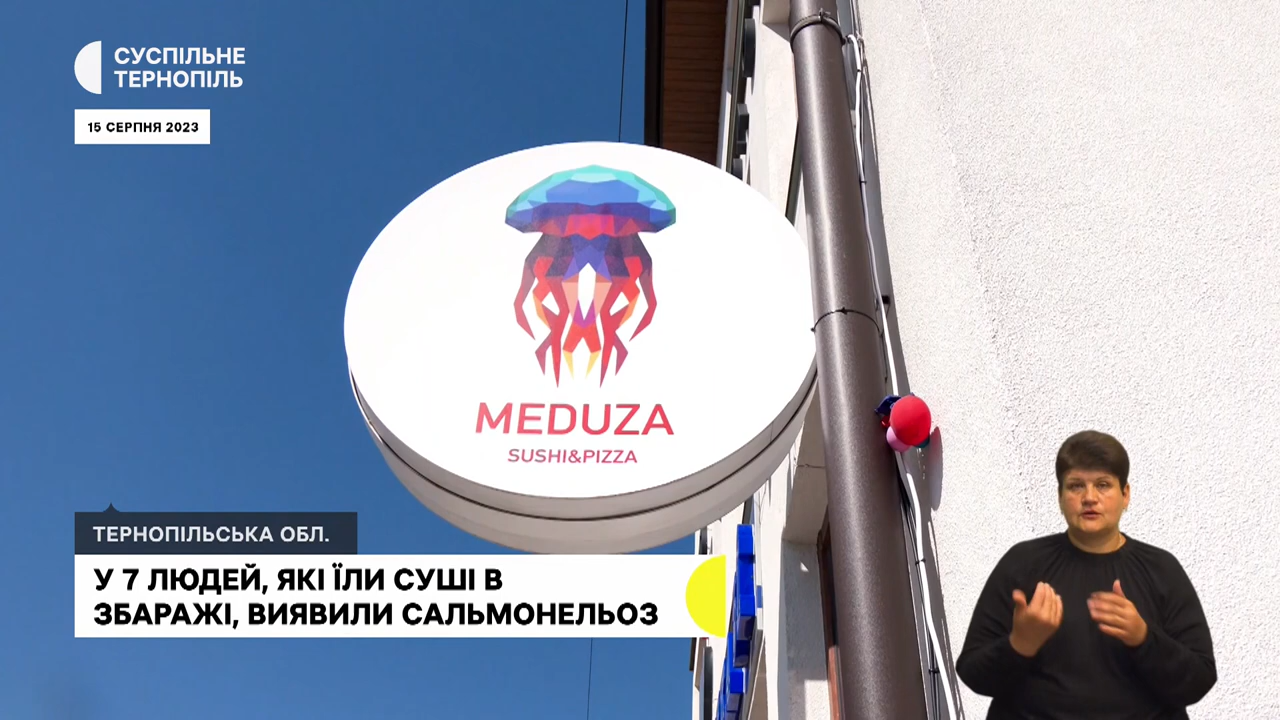 СУСПІЛЬНЕ
ТЕРНОПІЛЬ
15 СЕРПНЯ 2023
MEDUZA
SUSHI&PIZZA
ТЕРНОПІЛЬСЬКА ОБЛ.
У 7 ЛЮДЕЙ, ЯКІ ЇЛИ СУШІ В
ЗБАРАЖІ, ВИЯВИЛИ САЛЬМОНЕЛЬОЗ